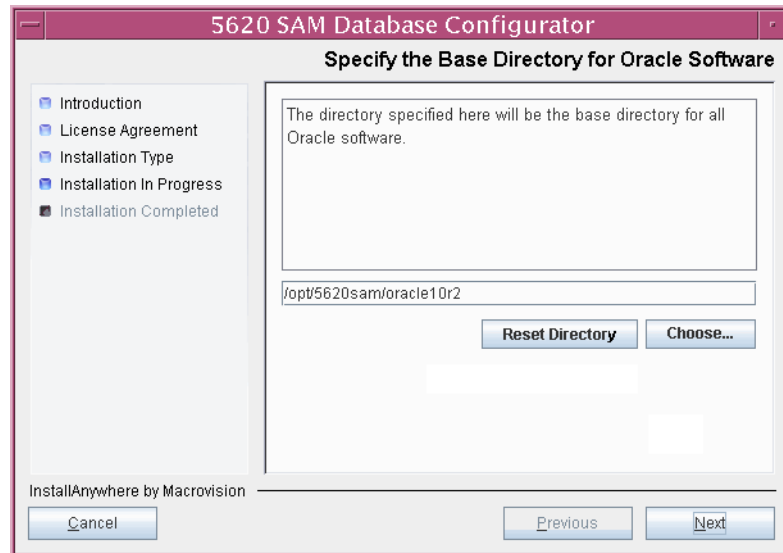 5620 SAM Database Configurator
Specify the Base Directory for Oracle Software
Introduction
License Agreement
Installation Type
Installation In Progress
Installation Completed
The directory specified here will be the base directory for all
Oracle software.
/opt/5620sam/oracle10r2
Reset Directory
Choose...
InstallAnywhere by Macrovision
Cancel
Previous
Next